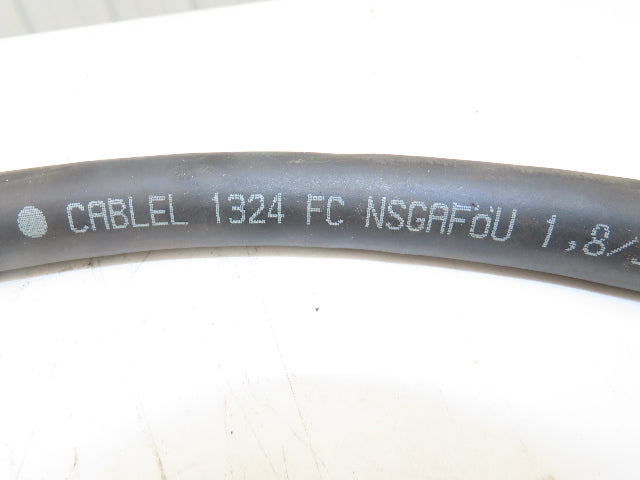 CABLEL 1324 FC NSGAFöU 1,8/